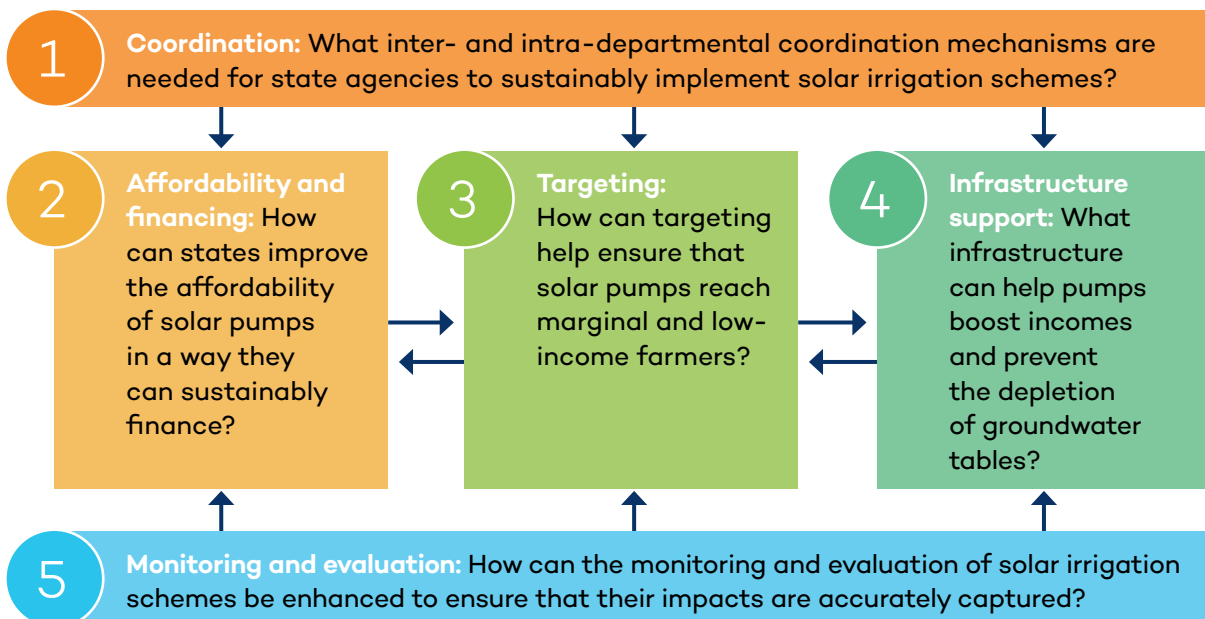 1
Coordination: What inter- and intra-departmental coordination mechanisms are
needed for state agencies to sustainably implement solar irrigation schemes?
2
Affordability and
financing: How
can states improve
the affordability
of solar pumps
in a way they
can sustainably
finance?
3
Targeting:
How can targeting
help ensure that
solar pumps reach
marginal and low-
income farmers?
4
Infrastructure
support: What
infrastructure
can help pumps
boost incomes
and prevent
the depletion
of groundwater
tables?
5
Monitoring and evaluation: How can the monitoring and evaluation of solar irrigation
schemes be enhanced to ensure that their impacts are accurately captured?